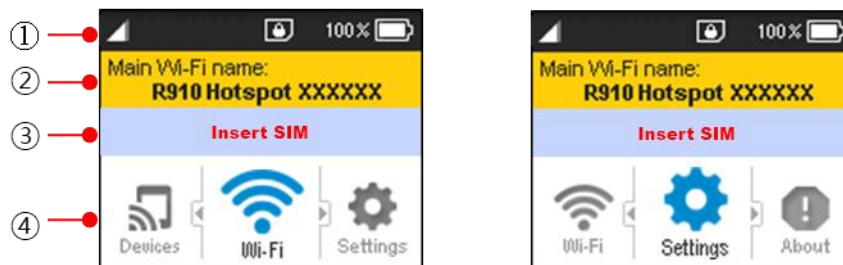 ① 100%
② Main Wi-Fi name:
R910 Hotspot XXXXXX
③ Insert SIM
④ Devices Wi-Fi Settings
100%
Main Wi-Fi name:
R910 Hotspot XXXXXX
Insert SIM
Wi-Fi Settings About